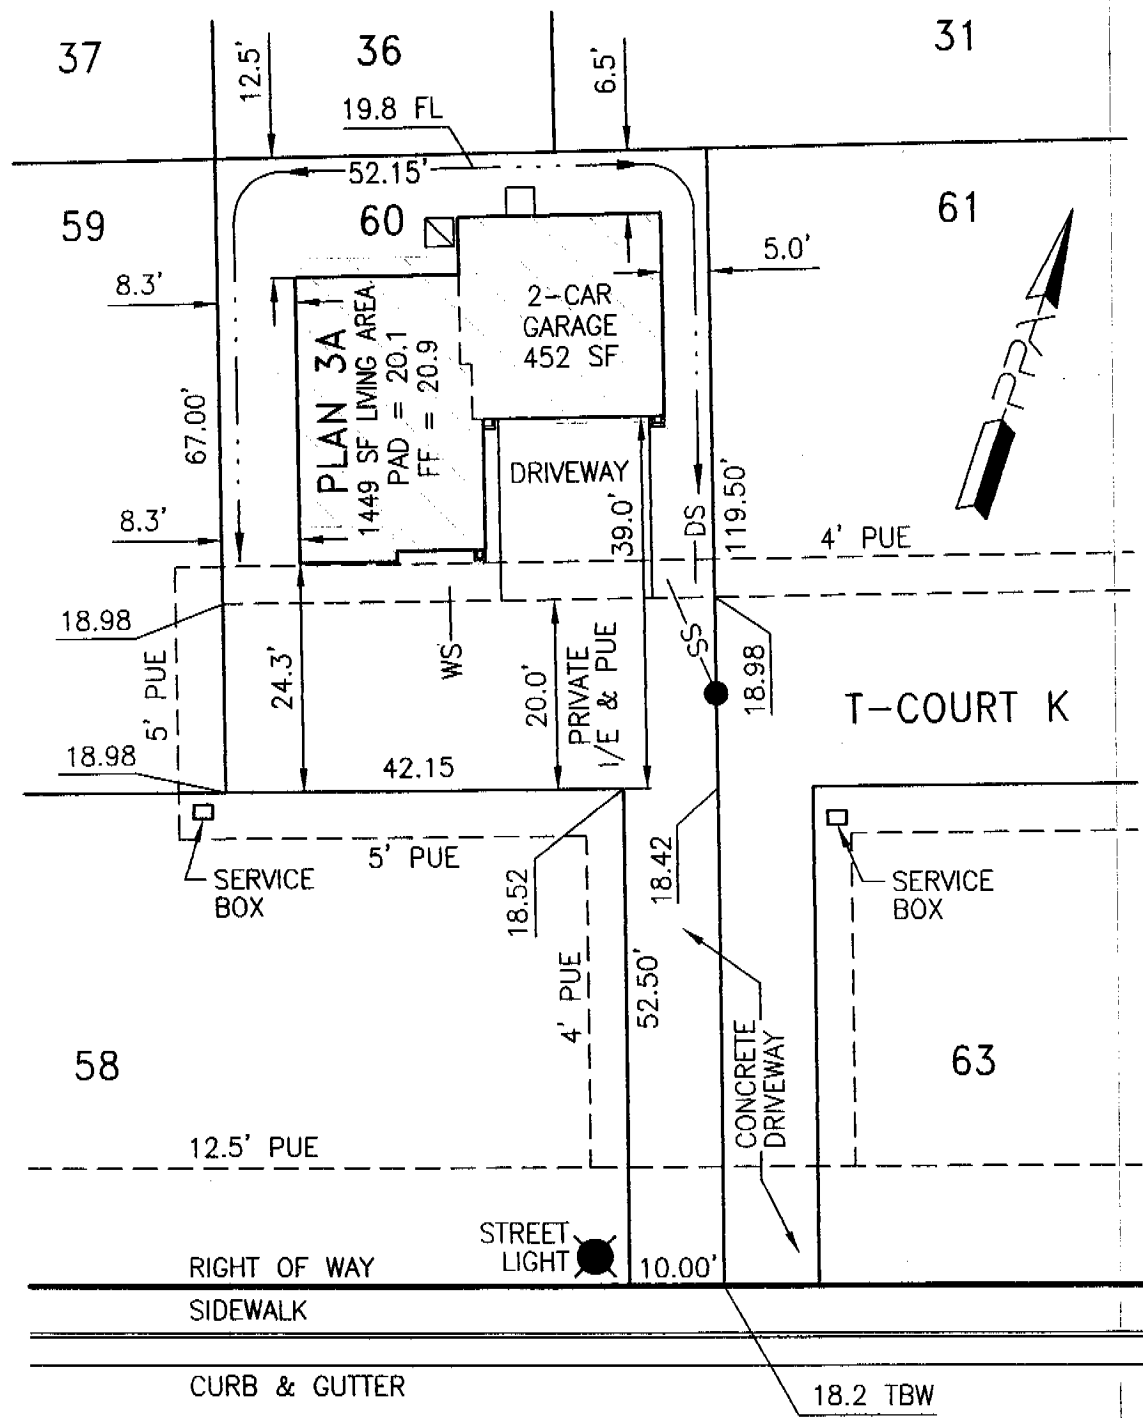 37
36
31
12.5'
6.5'
19.8 FL
52.15'
59
60
61
8.3'
5.0'
2-CAR
GARAGE
452 SF
PLAN 3A
1449 SF LIVING AREA
PAD = 20.1
FF = 20.9
PPA
67.00'
DRIVEWAY
39.0'
DS
119.50'
8.3'
4' PUE
18.98
5' PUE
24.3'
WS
20.0'
PRIVATE
I/E & PUE
SS
18.98
T-COURT K
18.98
42.15
5' PUE
SERVICE
BOX
18.52
18.42
SERVICE
BOX
4' PUE
52.50'
CONCRETE
DRIVEWAY
58
63
12.5' PUE
STREET
LIGHT
RIGHT OF WAY
10.00'
SIDEWALK
CURB & GUTTER
18.2 TBW